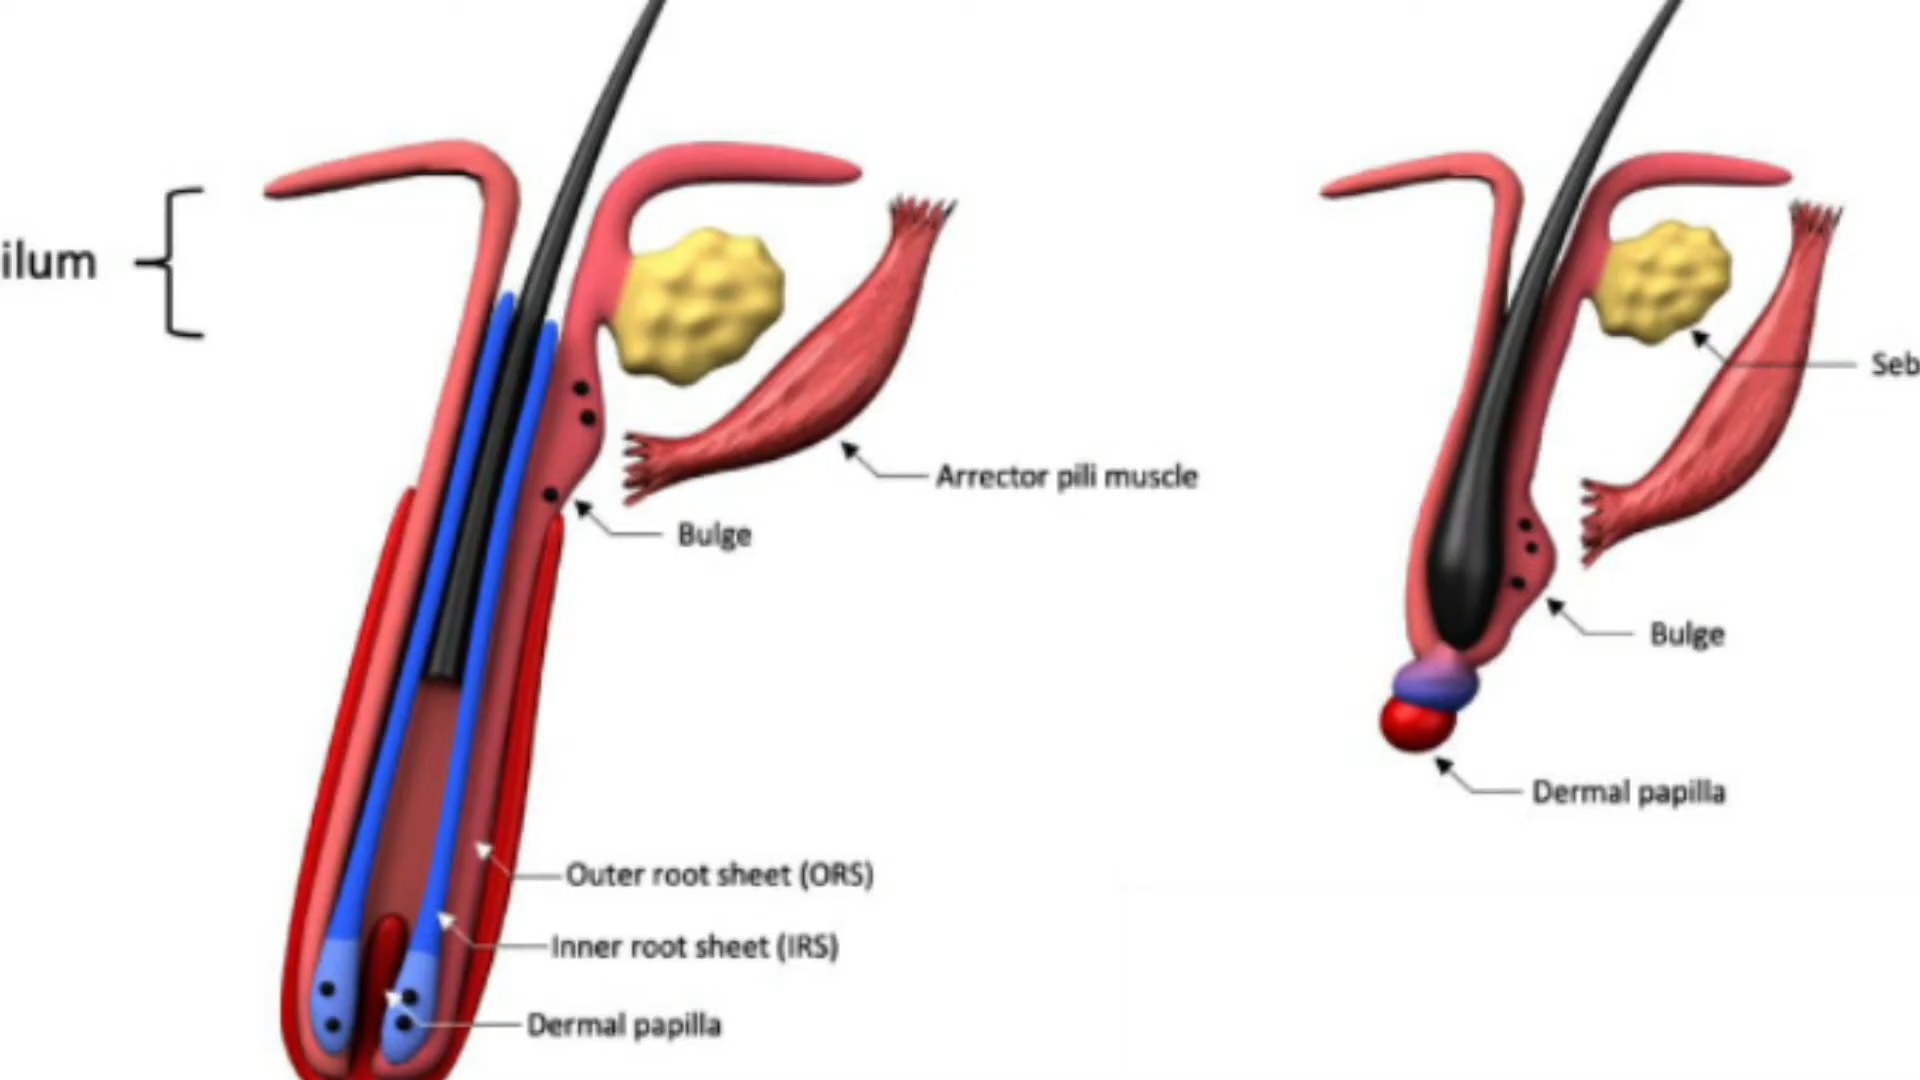 ilum
Arrector pili muscle
Bulge
Outer root sheet (ORS)
Inner root sheet (IRS)
Dermal papilla
Seb
Bulge
Dermal papilla